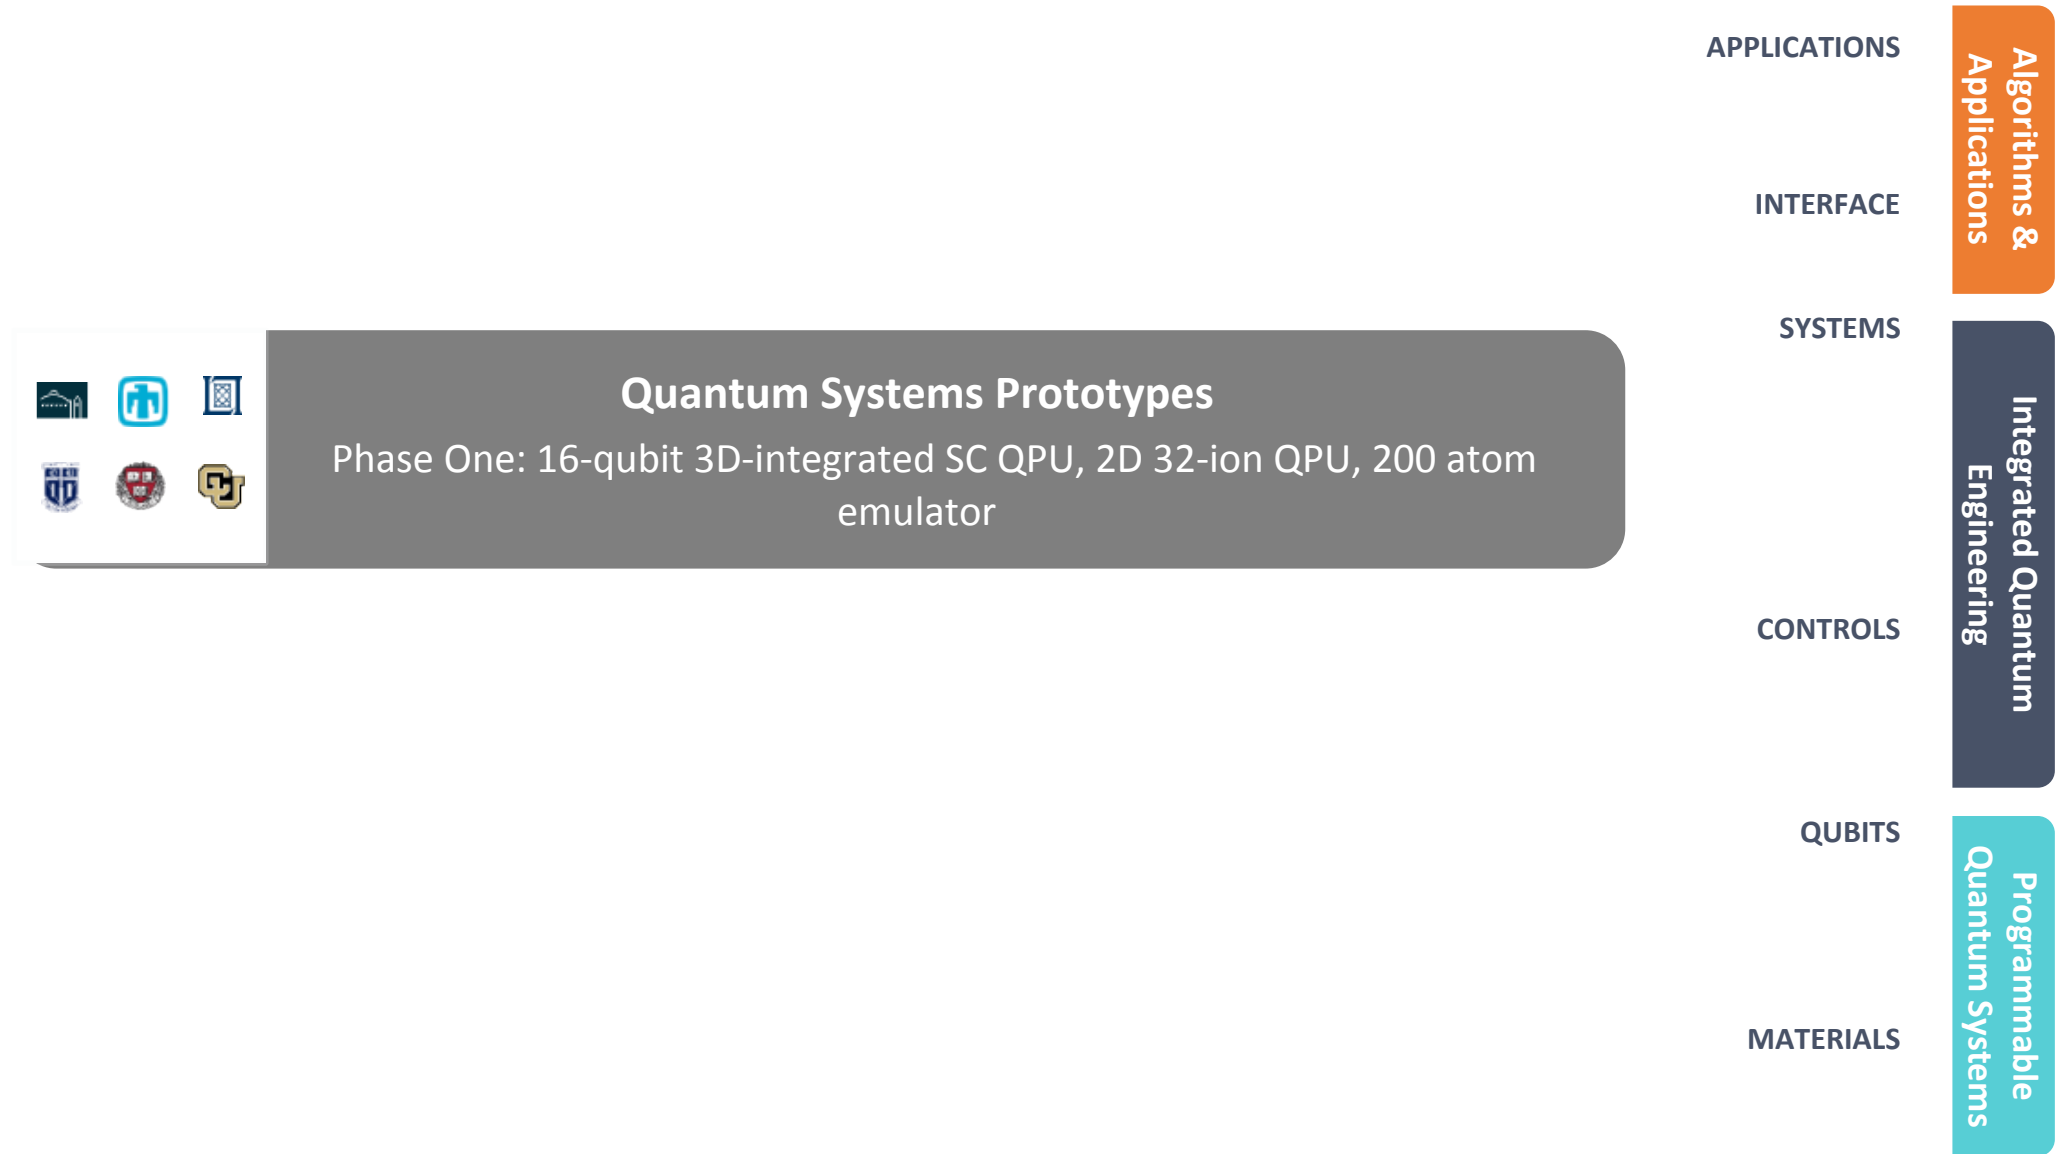 APPLICATIONS
INTERFACE
SYSTEMS
Quantum Systems Prototypes
Phase One: 16-qubit 3D-integrated SC QPU, 2D 32-ion QPU, 200 atom
emulator
CONTROLS
QUBITS
MATERIALS
Algorithms &
Applications
Integrated Quantum
Engineering
Programmable
Quantum Systems
CU